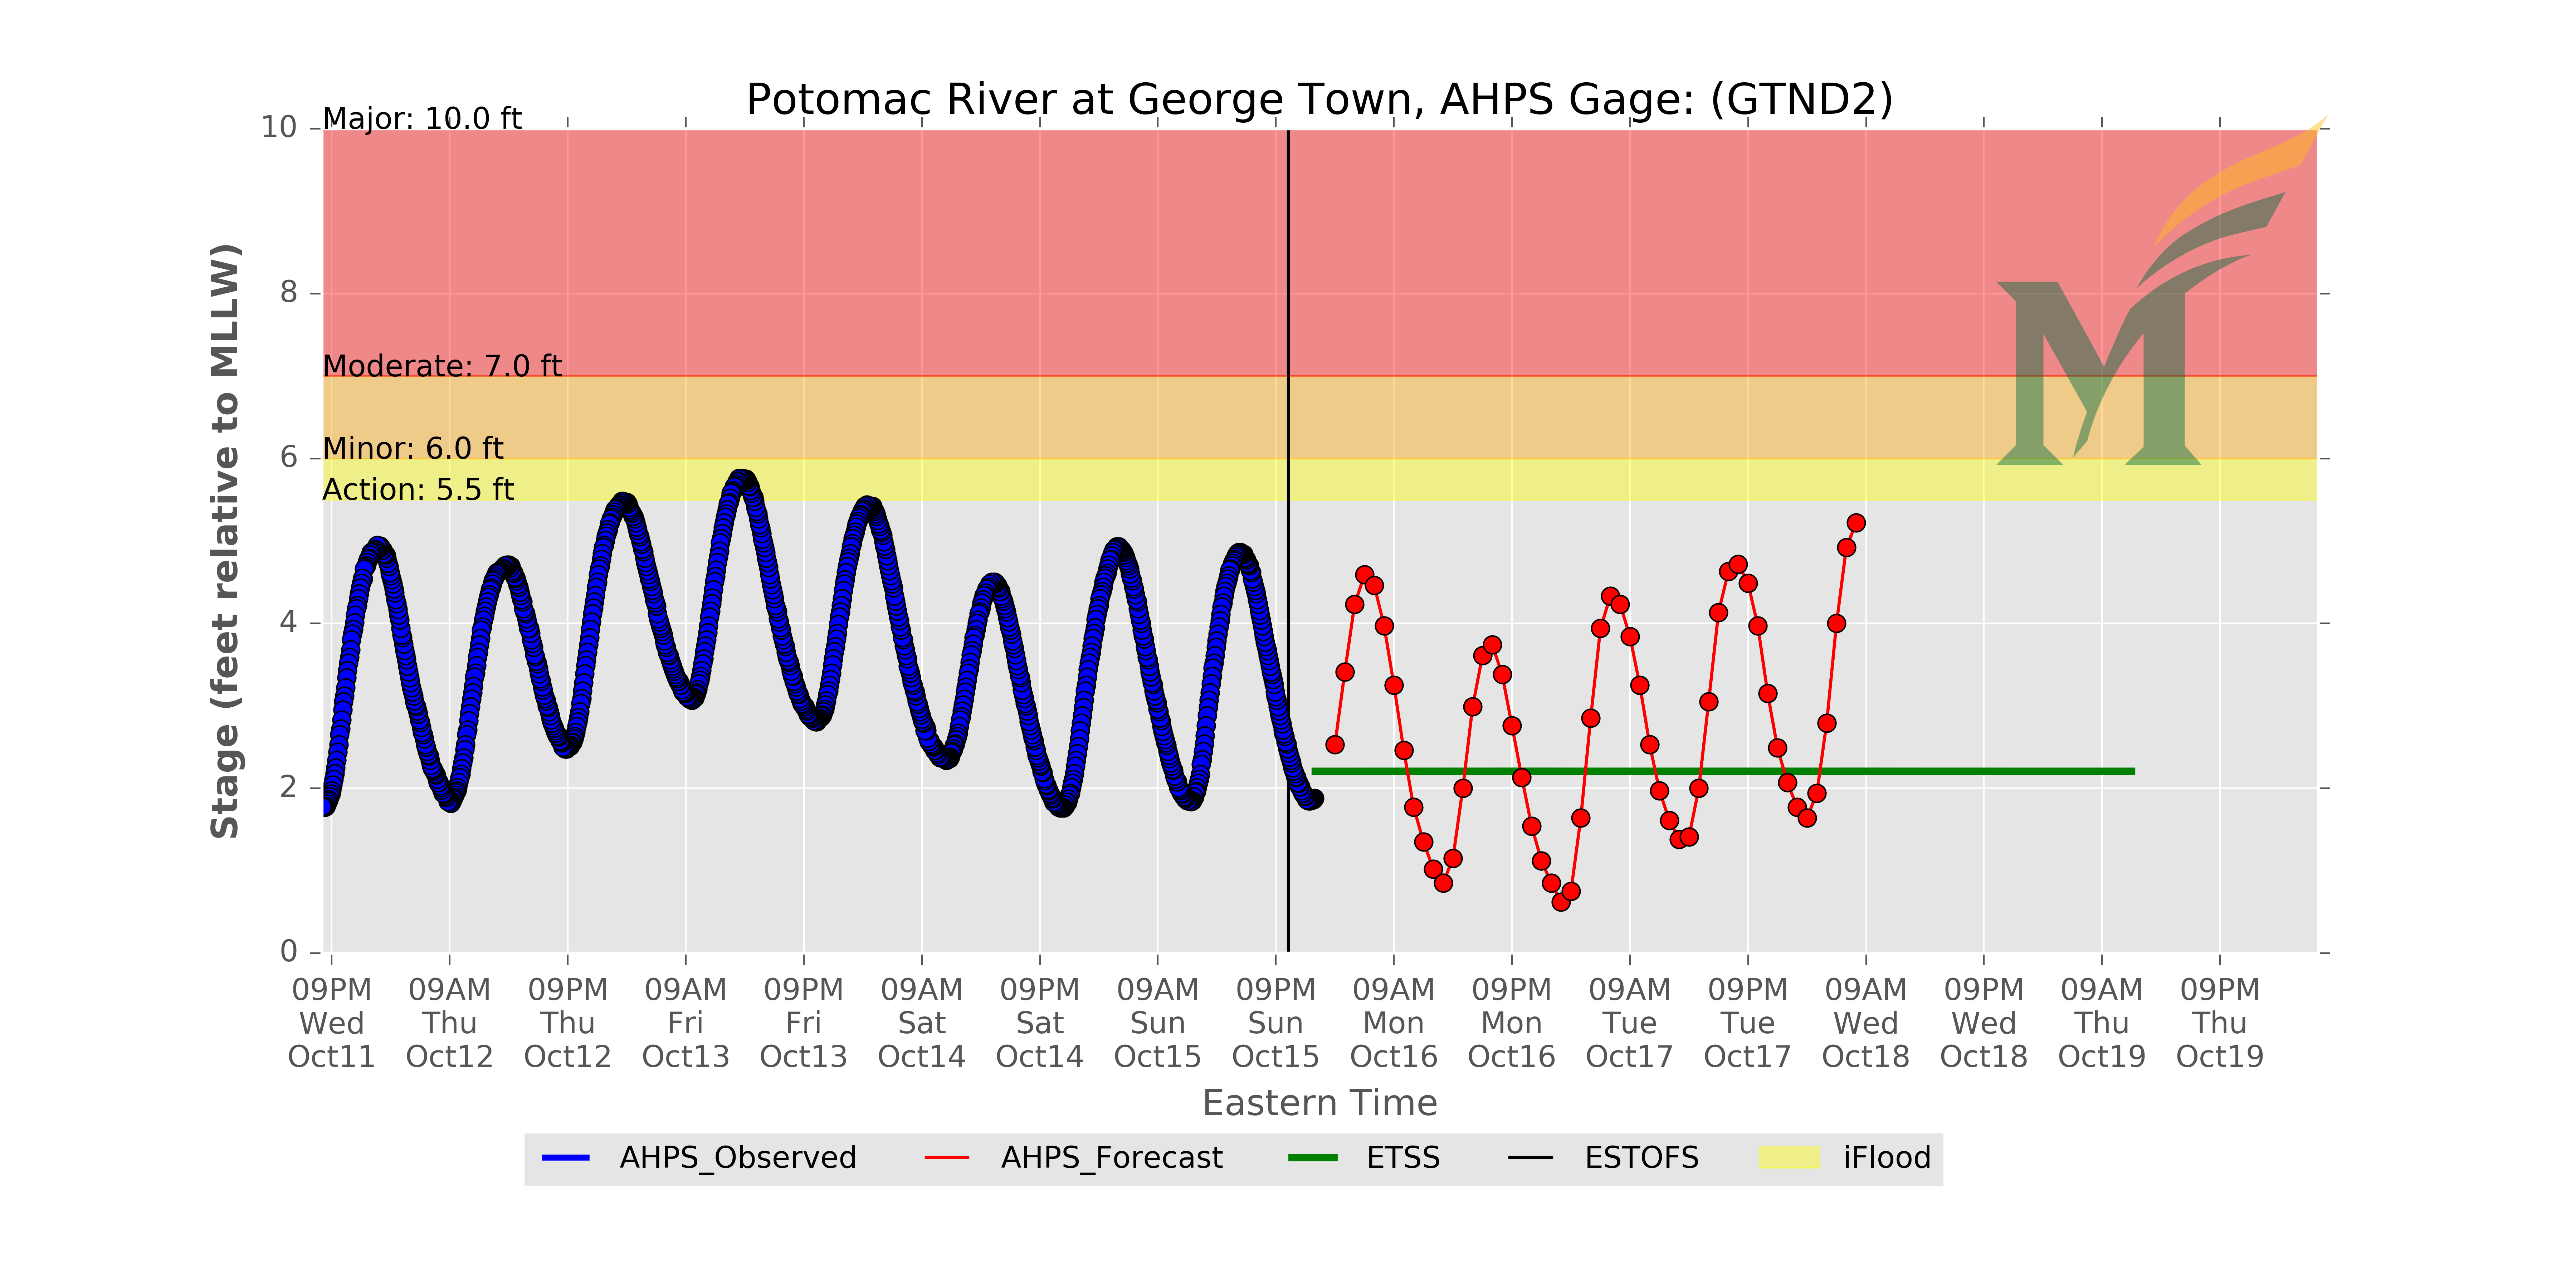 Potomac River at George Town, AHPS Gage: (GTND2)
Major: 10.0 ft
Moderate: 7.0 ft
Minor: 6.0 ft
Action: 5.5 ft
Stage (feet relative to MLLW)
10
8
6
4
2
0
09PM 09AM 09PM 09AM 09PM 09AM 09PM 09AM 09PM 09AM 09PM 09AM 09PM 09AM 09PM 09AM 09PM
Wed Thu Thu Fri Fri Sat Sat Sun Sun Mon Mon Tue Tue Wed Wed Thu Thu
Oct11 Oct12 Oct12 Oct13 Oct13 Oct14 Oct14 Oct15 Oct15 Oct16 Oct16 Oct17 Oct17 Oct18 Oct18 Oct19 Oct19
Eastern Time
AHPS_Observed AHPS_Forecast ETSS ESTOFS iFlood
M